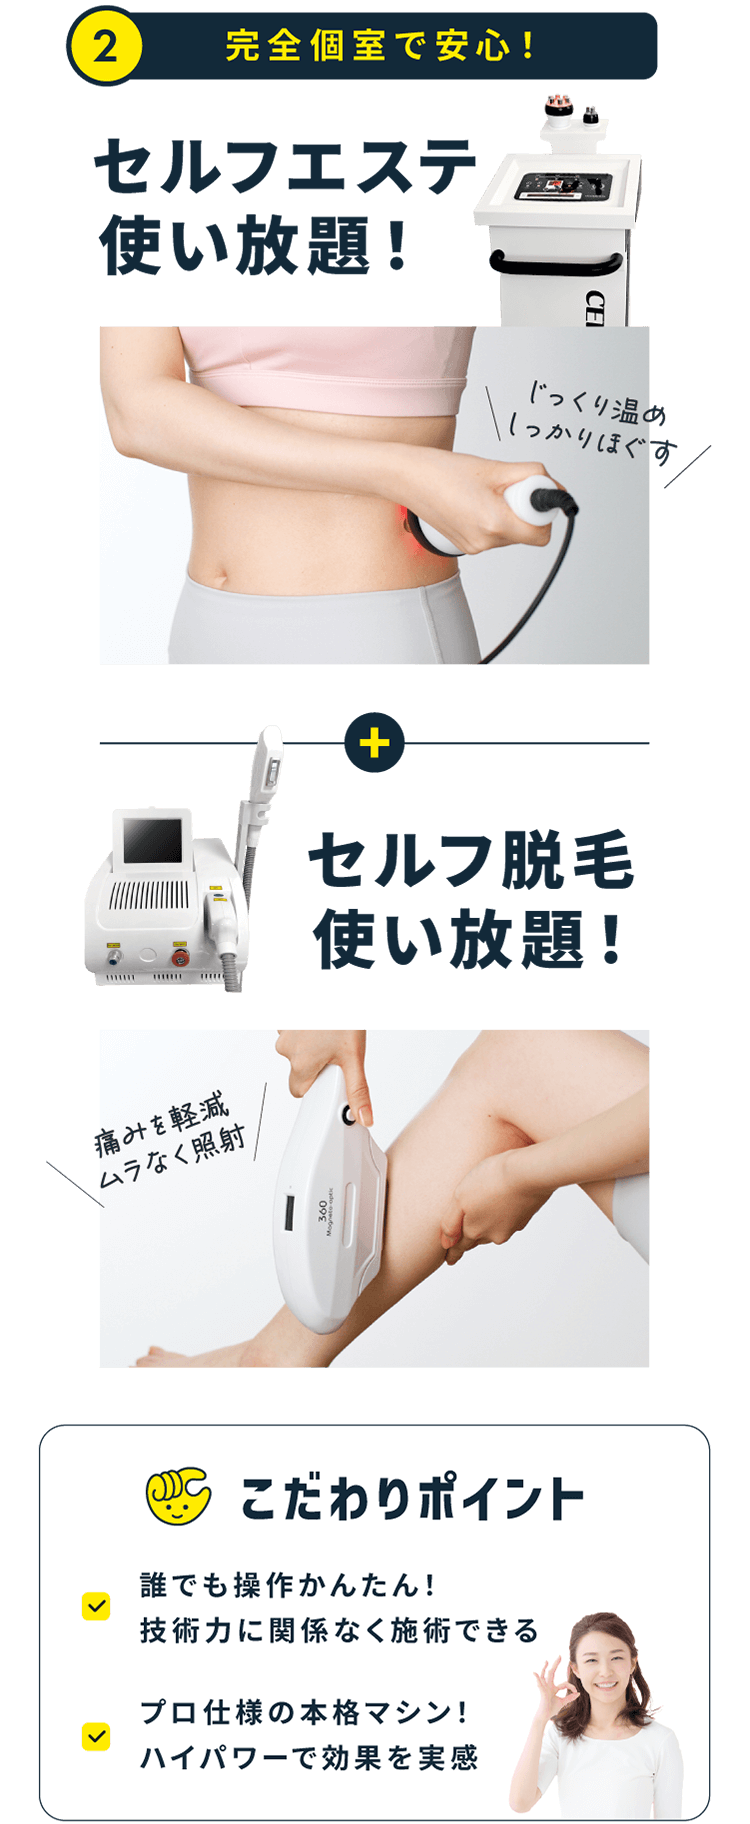 2
完全個室で安心！
セルフエステ
使い放題！
じっくり温め
しっかりほぐす
+
セルフ脱毛
使い放題！
痛みを軽減
ムラなく照射
360
Magneto-optic
こだわりポイント
誰でも操作かんたん！
技術力に関係なく施術できる
プロ仕様の本格マシン！
ハイパワーで効果を実感